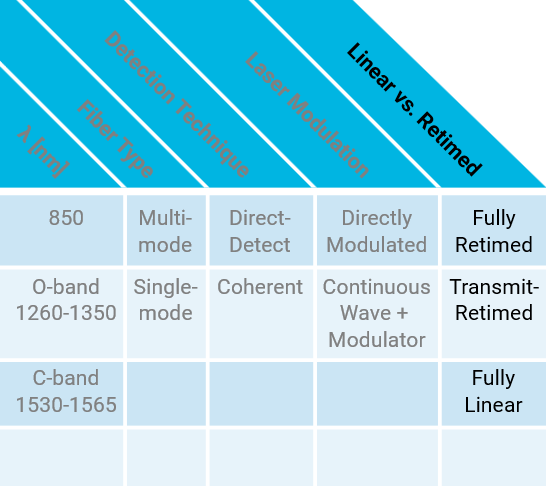 λ [nm]
Fiber Type
Detection Technique
Laser Modulation
Linear vs. Retimed
850
Multi-
mode
Direct-
Detect
Directly
Modulated
Fully
Retimed
O-band
1260-1350
Single-
mode
Coherent
Continuous
Wave +
Modulator
Transmit-
Retimed
C-band
1530-1565
Fully
Linear